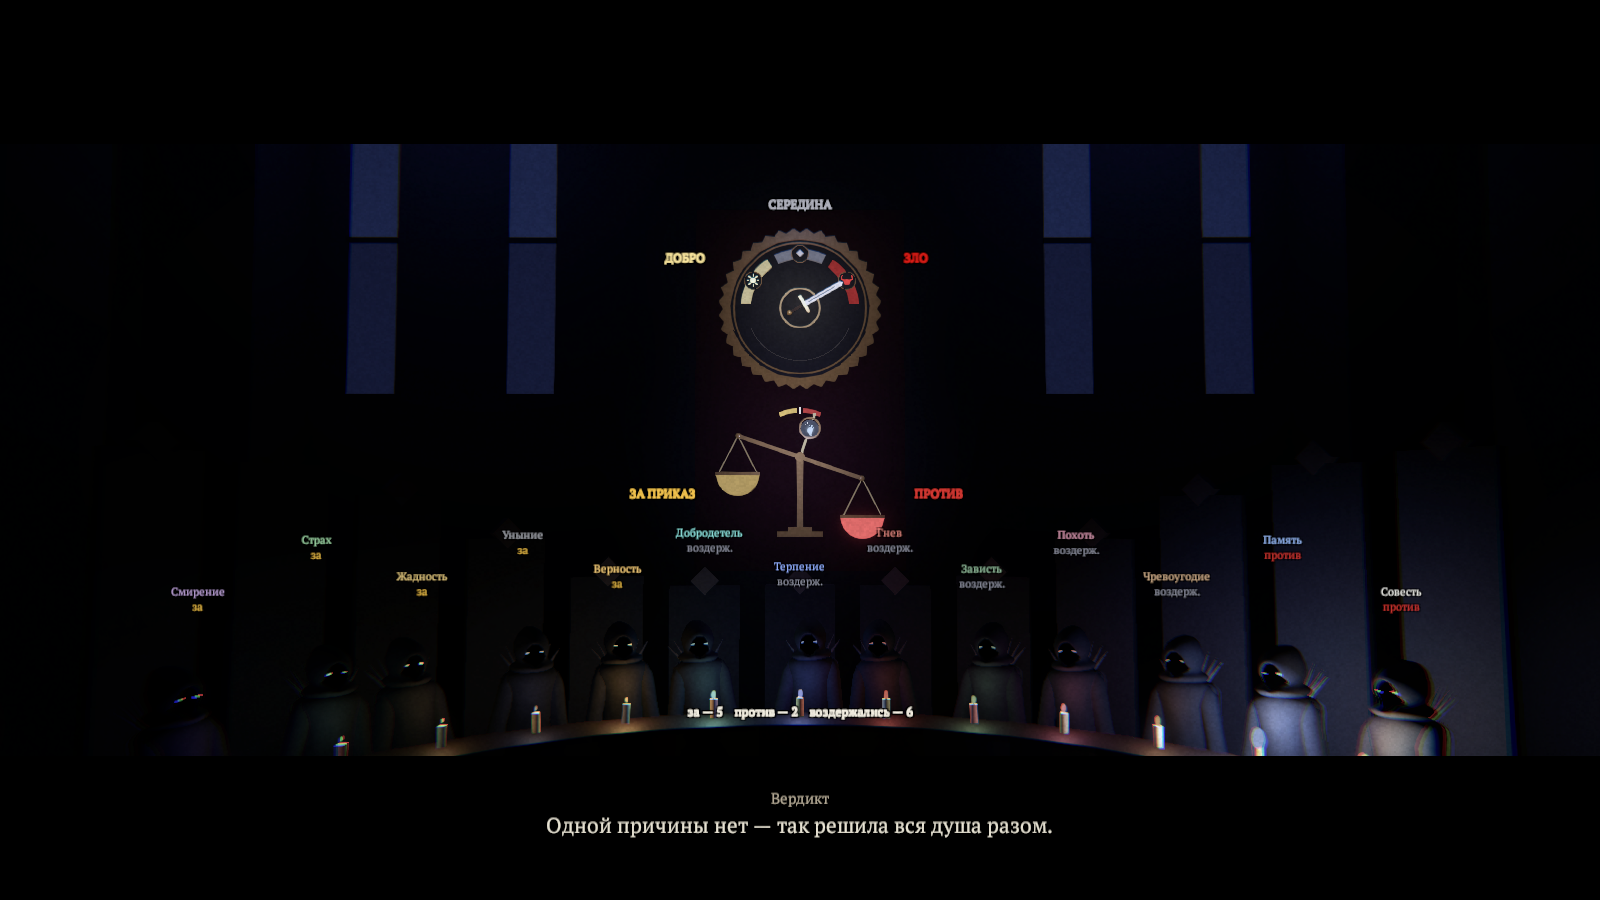 СЕРЕДИНА
ДОБРО
ЗЛО
ЗА ПРИКАЗ
ПРОТИВ
Смирение
за
Страх
за
Жадность
за
Уныние
за
Верность
за
Добродетель
воздерж.
Терпение
воздерж.
Гнев
воздерж.
Зависть
воздерж.
Похоть
воздерж.
Чревоугодие
воздерж.
Память
против
Совесть
против
за — 5 против — 2 воздержались — 6
Вердикт
Одной причины нет — так решила вся душа разом.